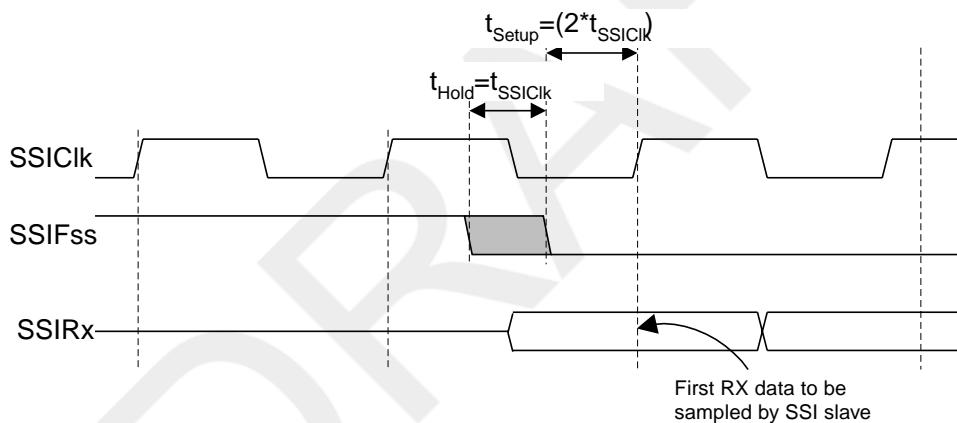 t_Setup=(2*t_SSIClk)
t_Hold=t_SSIClk
SSIClk
SSIFss
SSIRx
First RX data to be
sampled by SSI slave